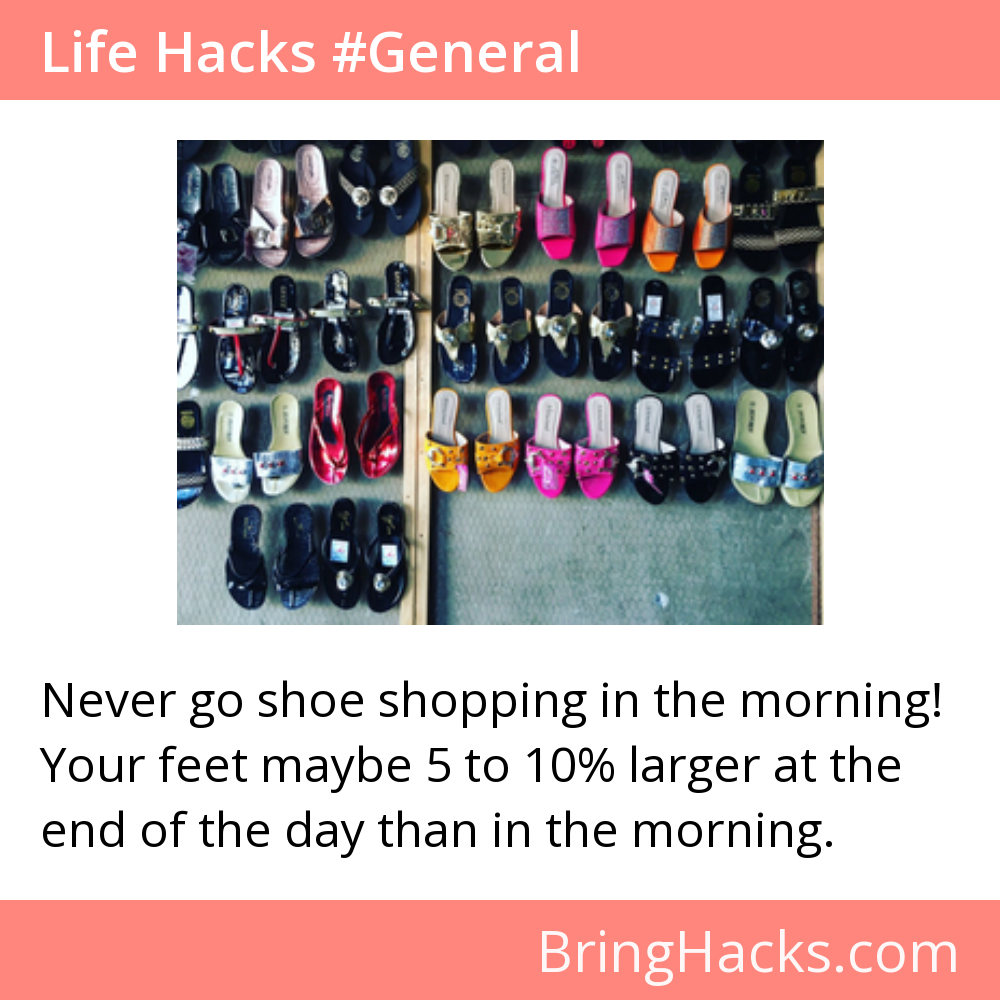 Life Hacks #General
Never go shoe shopping in the morning!
Your feet maybe 5 to 10% larger at the
end of the day than in the morning.
BringHacks.com